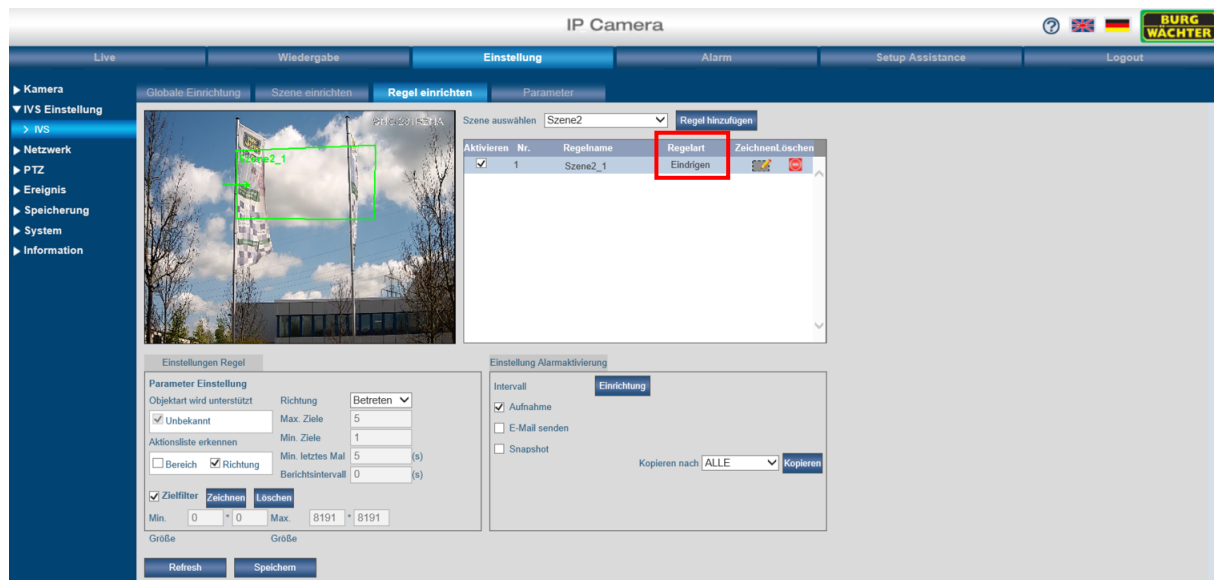 IP Camera
BURG
WÄCHTER
Live Wiedergabe Einstellung Alarm Setup Assistance Logout
Kamera
IVS Einstellung
> IVS
Netzwerk
PTZ
Ereignis
Speicherung
System
Information
Globale Einrichtung Szene einrichten Regel einrichten Parameter
Szene2_1
Szene auswählen Szene2 Regel hinzufügen
Aktivieren Nr. Regelname Regelart Zeichnen Löschen
1 Szene2_1 Eindrigen
Einstellungen Regel
Parameter Einstellung
Objektart wird unterstützt Richtung Betreten
Unbekannt Max. Ziele 5
Aktionsliste erkennen Min. Ziele 1
Bereich Richtung Min. letztes Mal 5 (s)
Berichtsintervall 0 (s)
Zielfilter Zeichnen Löschen
Min. 0 * 0 Max. 8191 * 8191
Größe Größe
Einstellung Alarmaktivierung
Intervall Einrichtung
Aufnahme
E-Mail senden
Snapshot
Kopieren nach ALLE Kopieren
Refresh Speichern